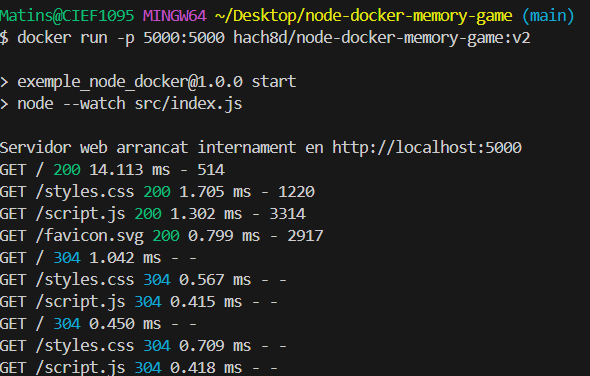 Matins@CIEF1095 MINGW64 ~/Desktop/node-docker-memory-game (main)
$ docker run -p 5000:5000 hach8d/node-docker-memory-game:v2
> exemple_node_docker@1.0.0 start
> node --watch src/index.js
Servidor web arrancat internament en http://localhost:5000
GET / 200 14.113 ms - 514
GET /styles.css 200 1.705 ms - 1220
GET /script.js 200 1.302 ms - 3314
GET /favicon.svg 200 0.799 ms - 2917
GET / 304 1.042 ms - -
GET /styles.css 304 0.567 ms - -
GET /script.js 304 0.415 ms - -
GET / 304 0.450 ms - -
GET /styles.css 304 0.709 ms - -
GET /script.js 304 0.418 ms - -